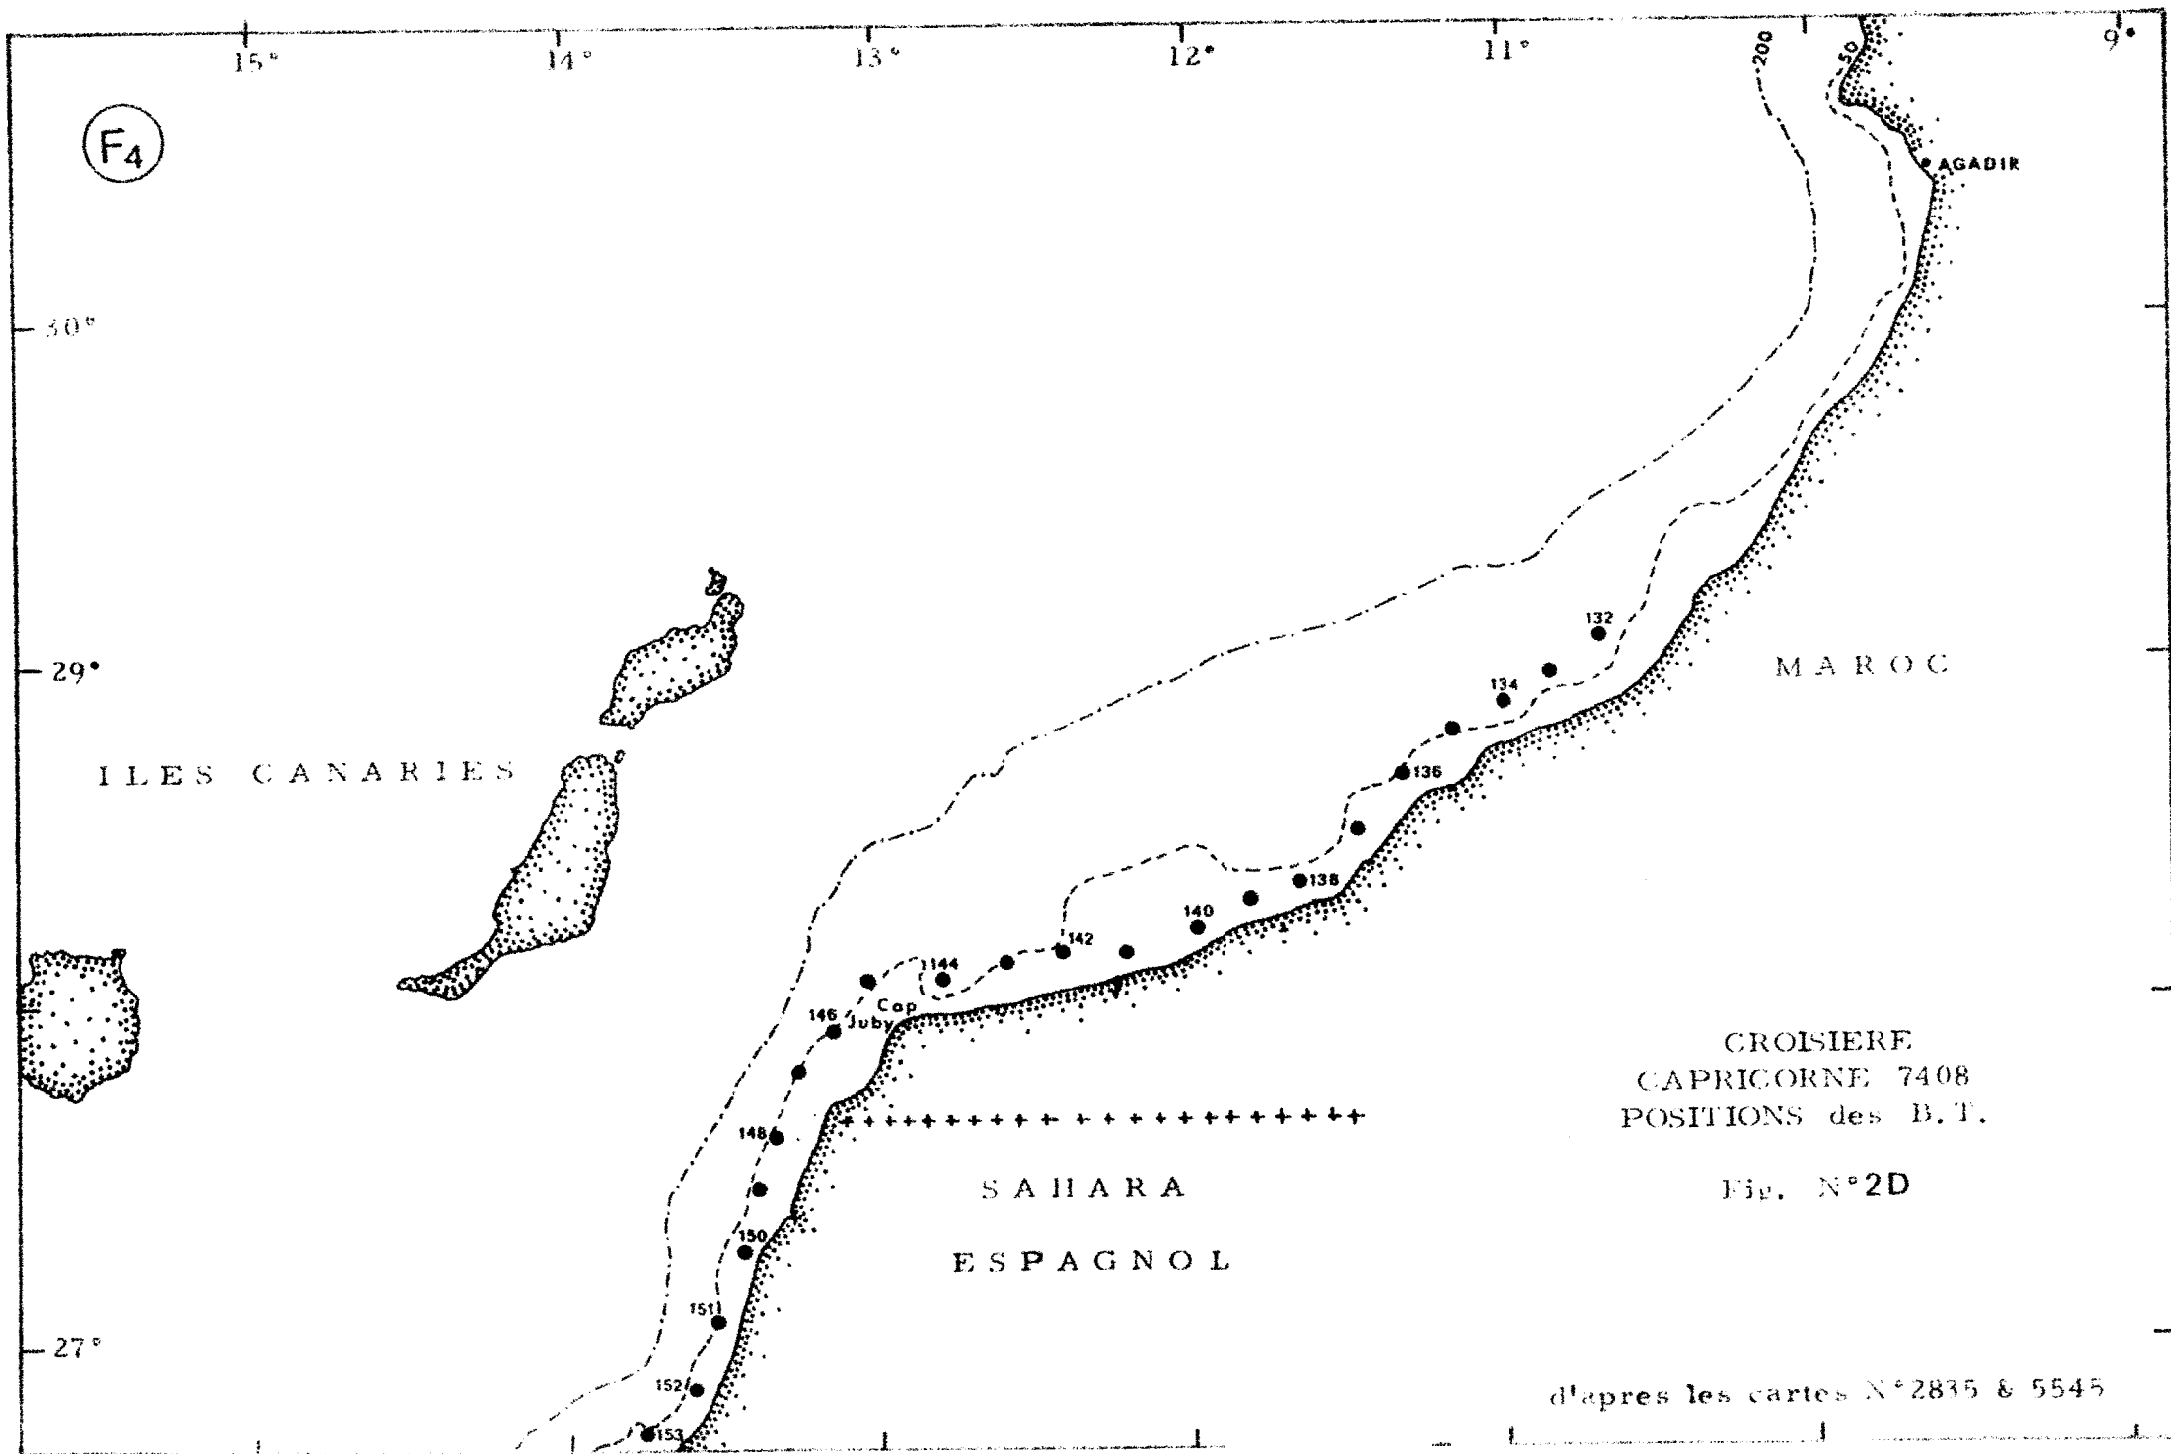 15°
14°
13°
12°
11°
9°
200
50
F4
AGADIR
30°
132
29°
MAROC
134
ILES CANARIES
136
138
140
142
144
Cap
146
Juby
CROISIERE
CAPRICORNE 7408
POSITIONS des B.T.
148
SAHARA
Fig. N°2D
150
ESPAGNOL
151
27°
152
d'apres les cartes N°2835 & 5545
153